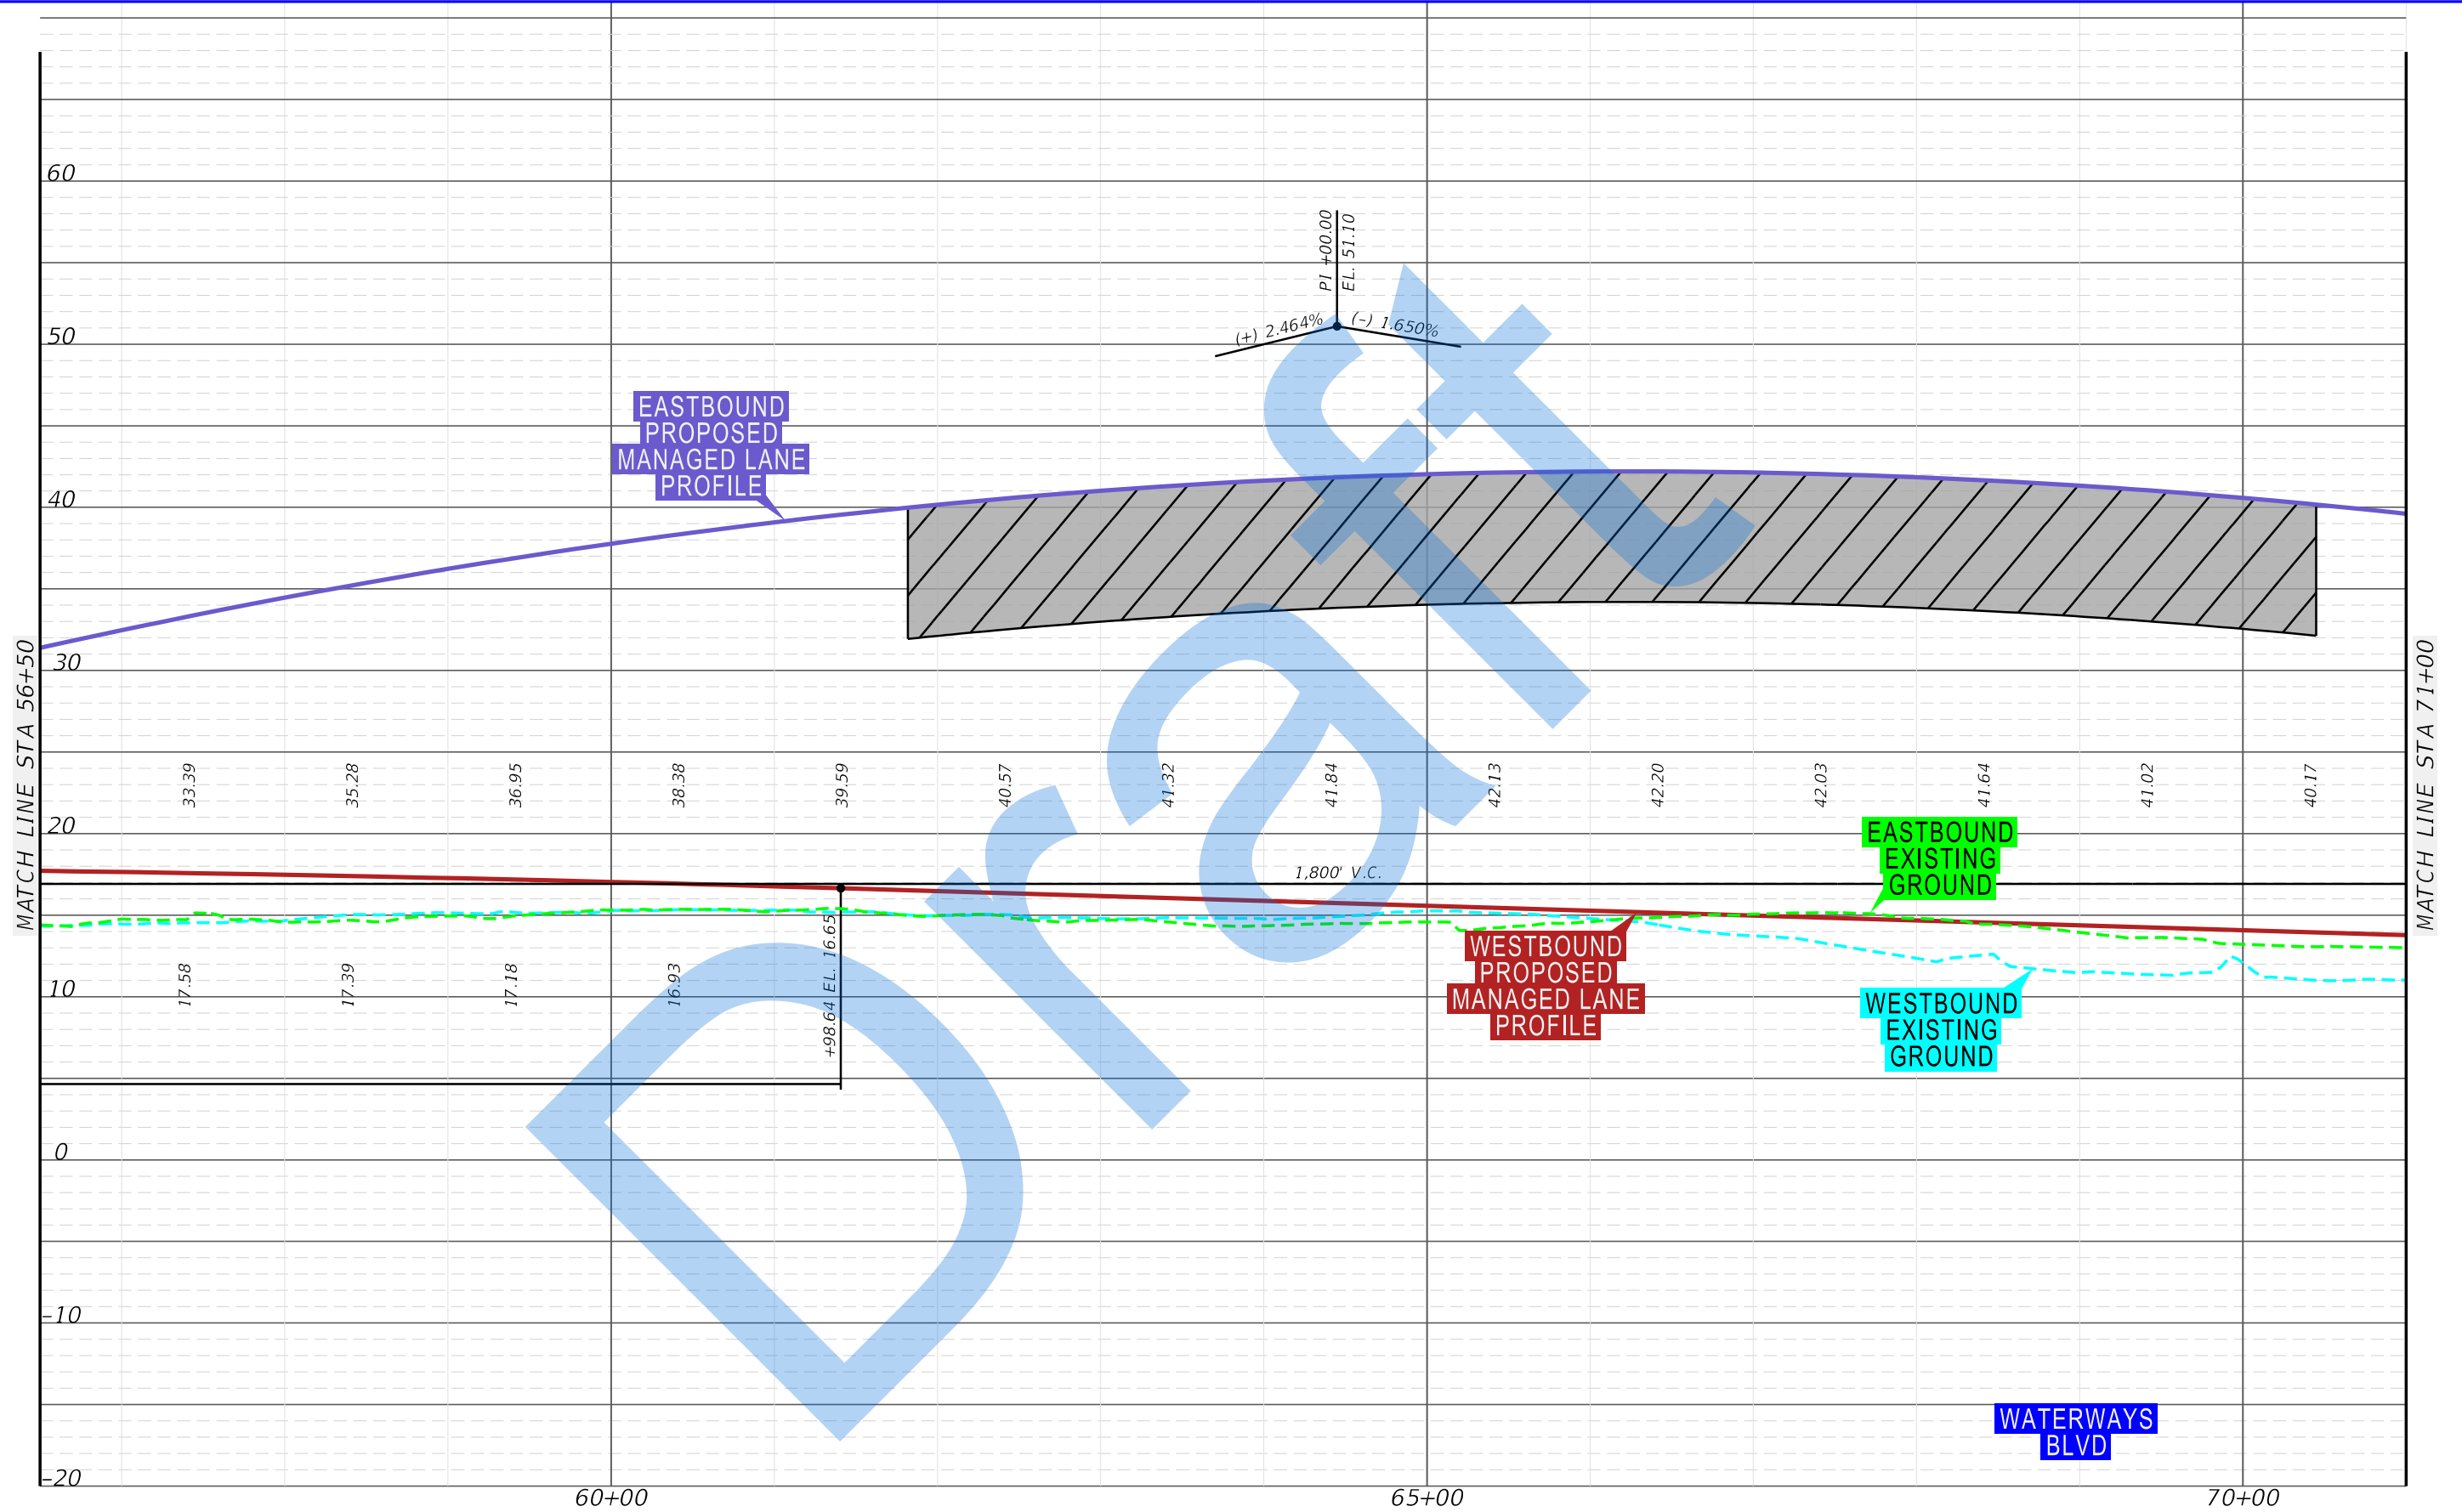 60
50
40
30
20
10
0
-10
-20
MATCH LINE STA 56+50
MATCH LINE STA 71+00
PI +00.00
EL. 51.10
(+) 2.464%
(-) 1.650%
EASTBOUND
PROPOSED
MANAGED LANE
PROFILE
33.39
35.28
36.95
38.38
39.59
40.57
41.32
41.84
42.13
42.20
42.03
41.64
41.02
40.17
1,800' V.C.
EASTBOUND
EXISTING
GROUND
17.58
17.39
17.18
16.93
+98.64 EL. 16.65
WESTBOUND
PROPOSED
MANAGED LANE
PROFILE
WESTBOUND
EXISTING
GROUND
Draft
WATERWAYS
BLVD
60+00
65+00
70+00